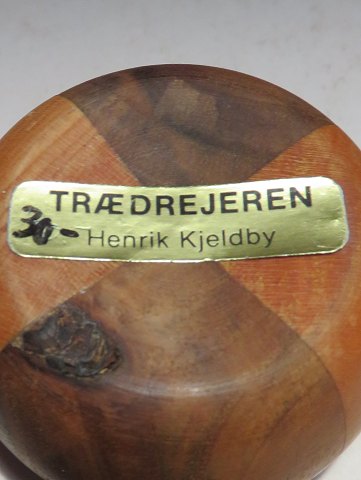 TRÆDREJEREN
30,- Henrik Kjeldby